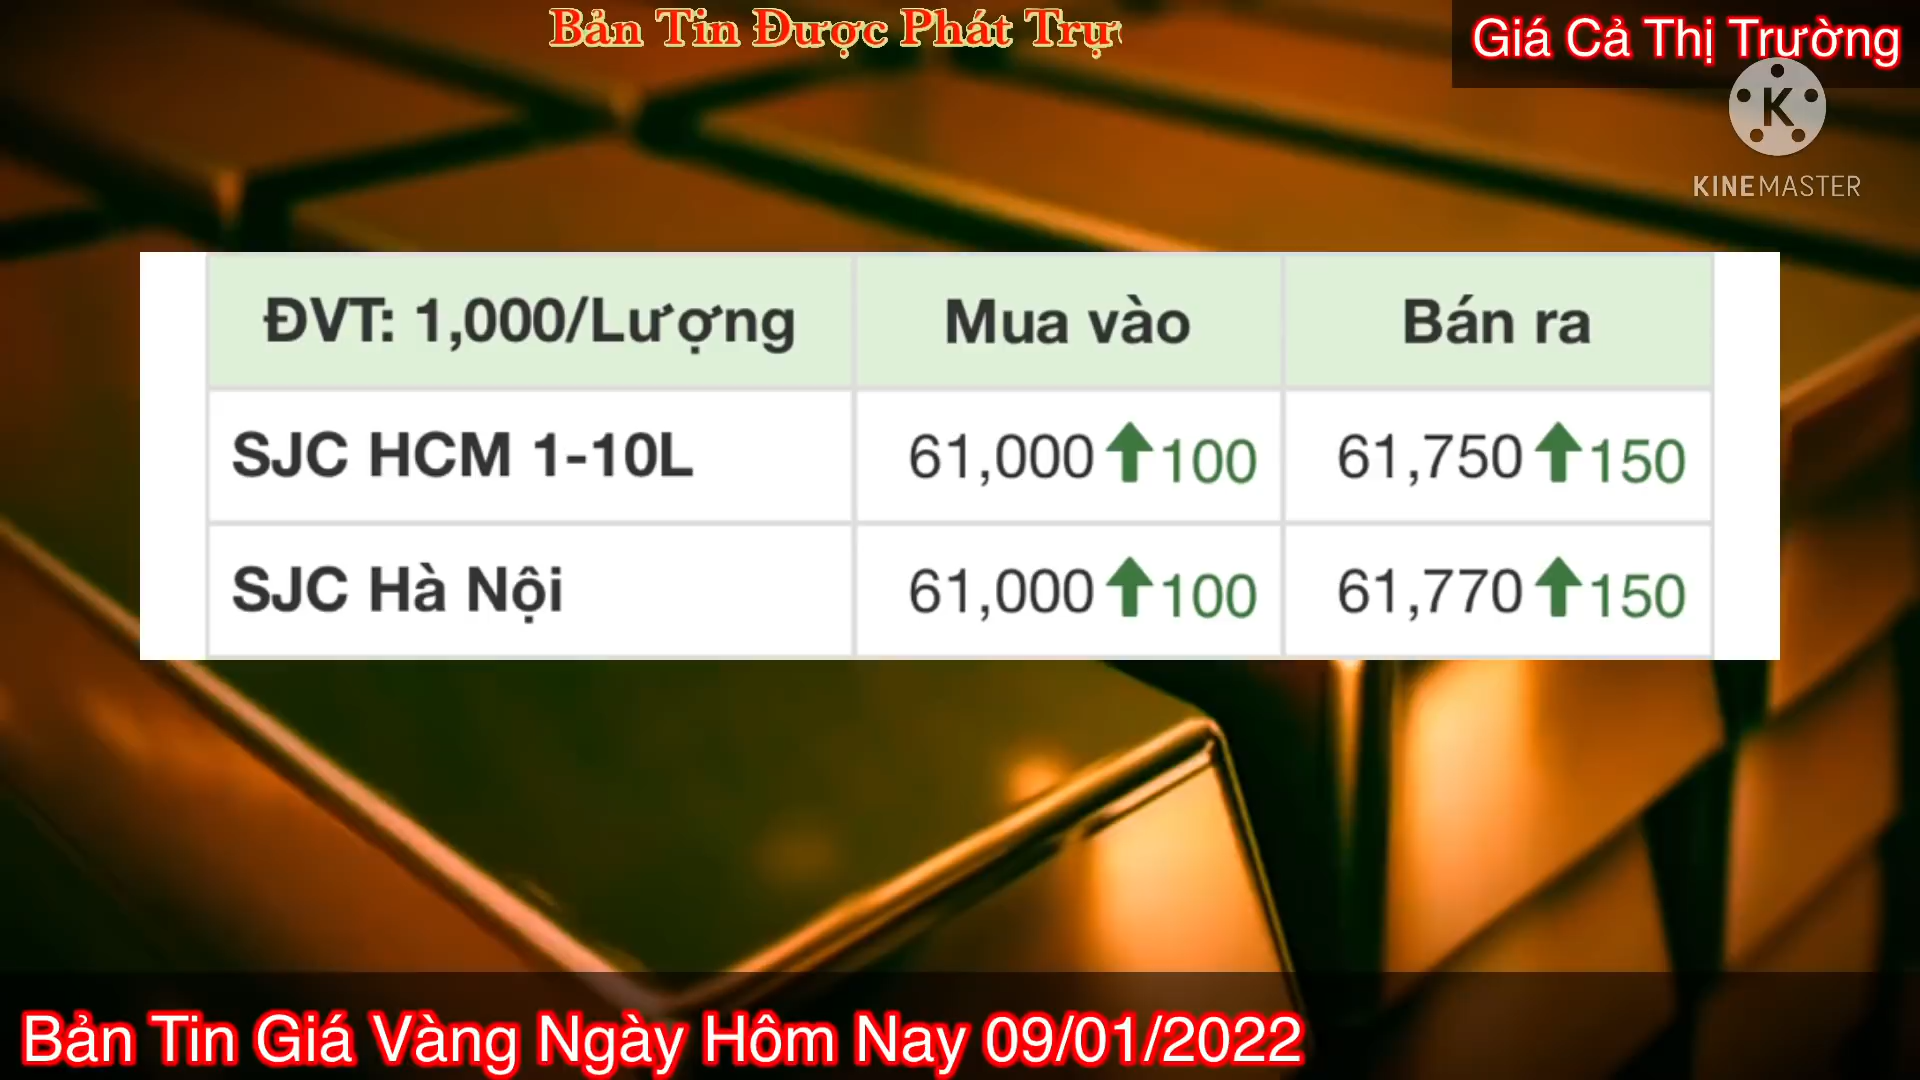 Bản Tin Được Phát Trự
Giá Cả Thị Trường
K
KINEMASTER
ĐVT: 1,000/Lượng Mua vào Bán ra
SJC HCM 1-10L 61,000 100 61,750 150
SJC Hà Nội 61,000 100 61,770 150
Bản Tin Giá Vàng Ngày Hôm Nay 09/01/2022